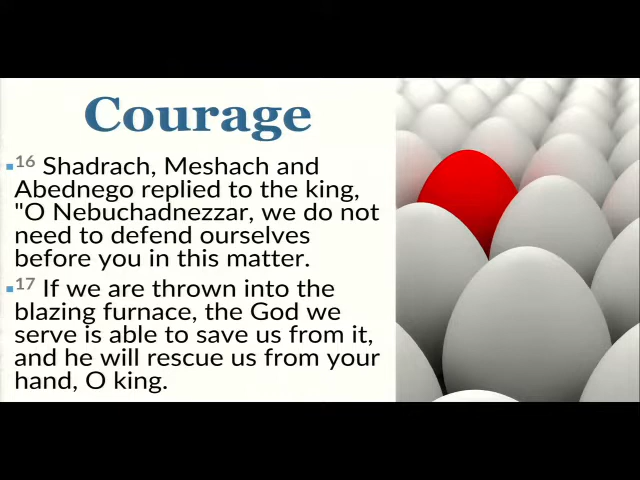 Courage
16 Shadrach, Meshach and
Abednego replied to the king,
"O Nebuchadnezzar, we do not
need to defend ourselves
before you in this matter.
17 If we are thrown into the
blazing furnace, the God we
serve is able to save us from it,
and he will rescue us from your
hand, O king.